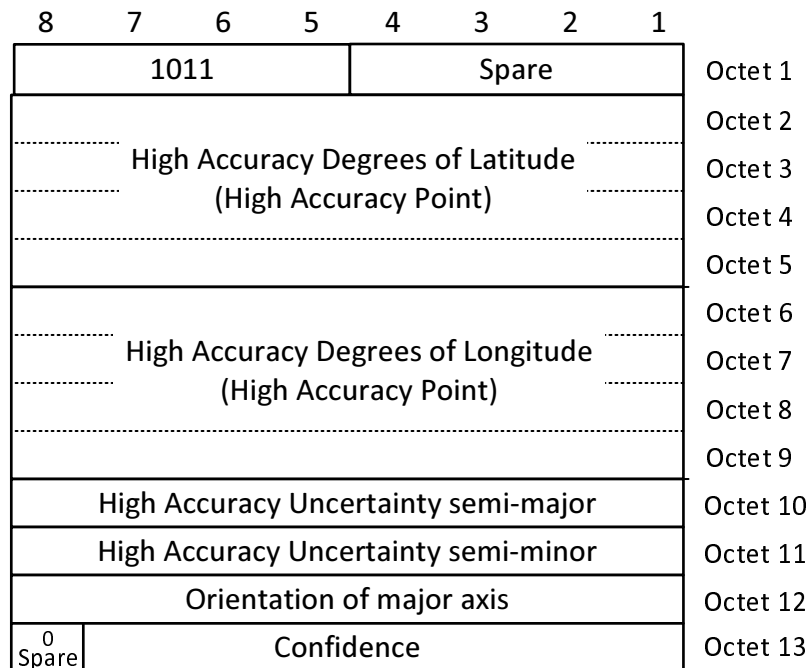 8 7 6 5 4 3 2 1
1011 Spare Octet 1
Octet 2
High Accuracy Degrees of Latitude
Octet 3
(High Accuracy Point)
Octet 4
Octet 5
Octet 6
High Accuracy Degrees of Longitude
Octet 7
(High Accuracy Point)
Octet 8
Octet 9
High Accuracy Uncertainty semi-major Octet 10
High Accuracy Uncertainty semi-minor Octet 11
Orientation of major axis Octet 12
0
Spare
Confidence Octet 13